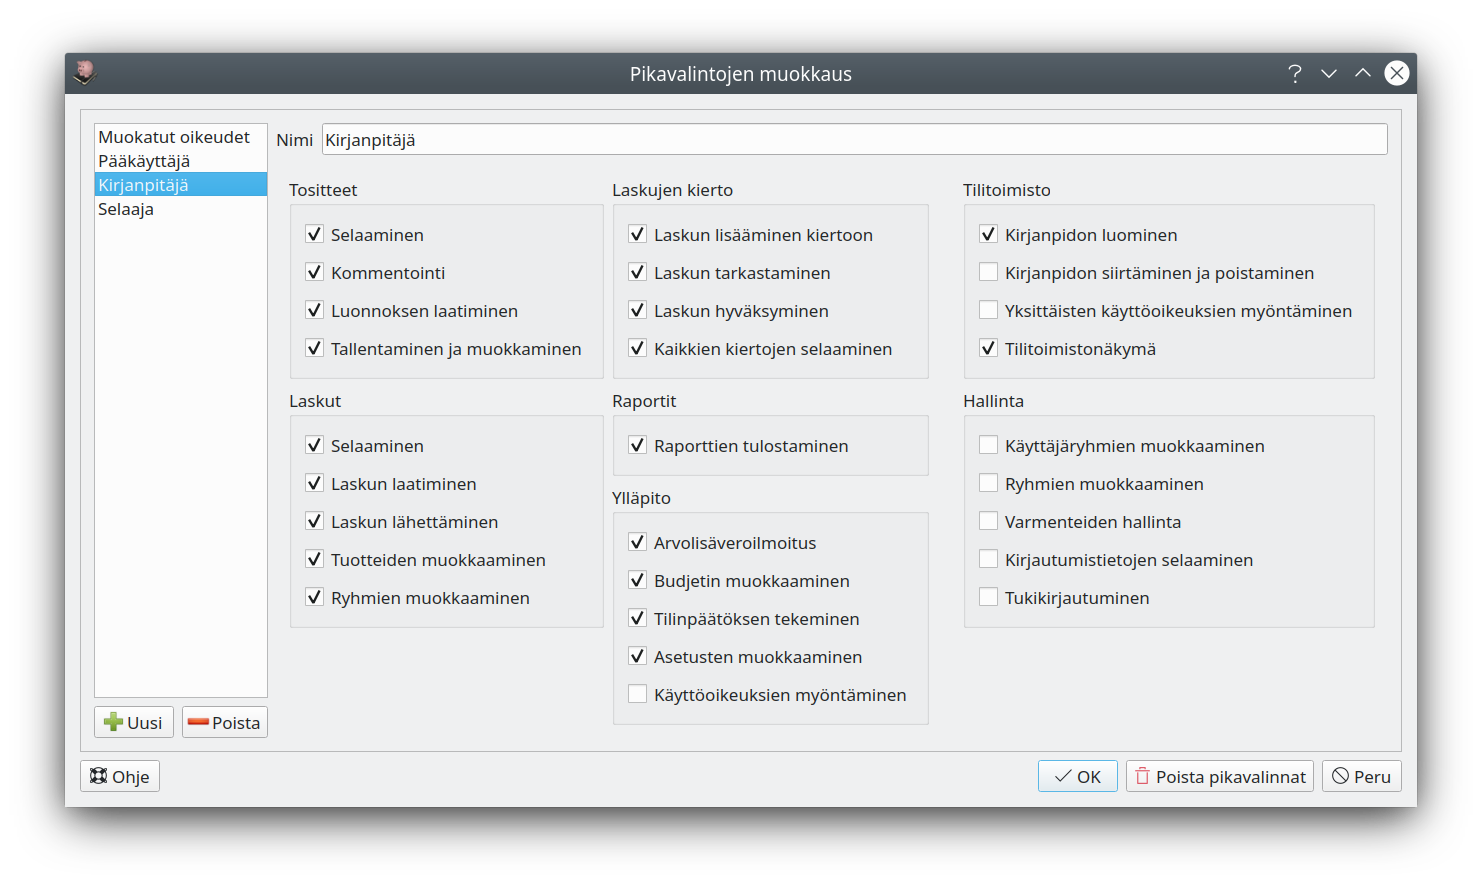 Pikavalintojen muokkaus
Muokatut oikeudet
Pääkäyttäjä
Kirjanpitäjä
Selaaja
Uusi
Poista
Nimi Kirjanpitäjä
Tositteet
Selaaminen
Kommentointi
Luonnoksen laatiminen
Tallentaminen ja muokkaminen
Laskut
Selaaminen
Laskun laatiminen
Laskun lähettäminen
Tuotteiden muokkaaminen
Ryhmien muokkaaminen
Laskujen kierto
Laskun lisääminen kiertoon
Laskun tarkastaminen
Laskun hyväksyminen
Kaikkien kiertojen selaaminen
Raportit
Raporttien tulostaminen
Ylläpito
Arvolisäveroilmoitus
Budjetin muokkaaminen
Tilinpäätöksen tekeminen
Asetusten muokkaaminen
Käyttöoikeuksien myöntäminen
Tilitoimisto
Kirjanpidon luominen
Kirjanpidon siirtäminen ja poistaminen
Yksittäisten käyttöoikeuksien myöntäminen
Tilitoimistonäkymä
Hallinta
Käyttäjäryhmien muokkaaminen
Ryhmien muokkaaminen
Varmenteiden hallinta
Kirjautumistietojen selaaminen
Tukikirjautuminen
Ohje
OK
Poista pikavalinnat
Peru